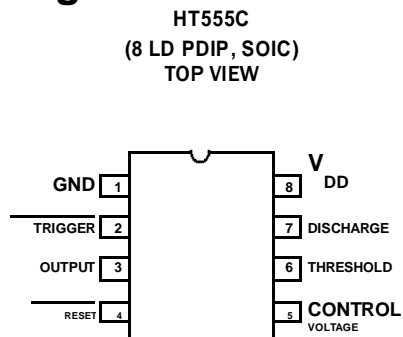 g
HT555C
(8 LD PDIP, SOIC)
TOP VIEW
GND 1
TRIGGER 2
OUTPUT 3
RESET 4
8 VDD
7 DISCHARGE
6 THRESHOLD
5 CONTROL
VOLTAGE